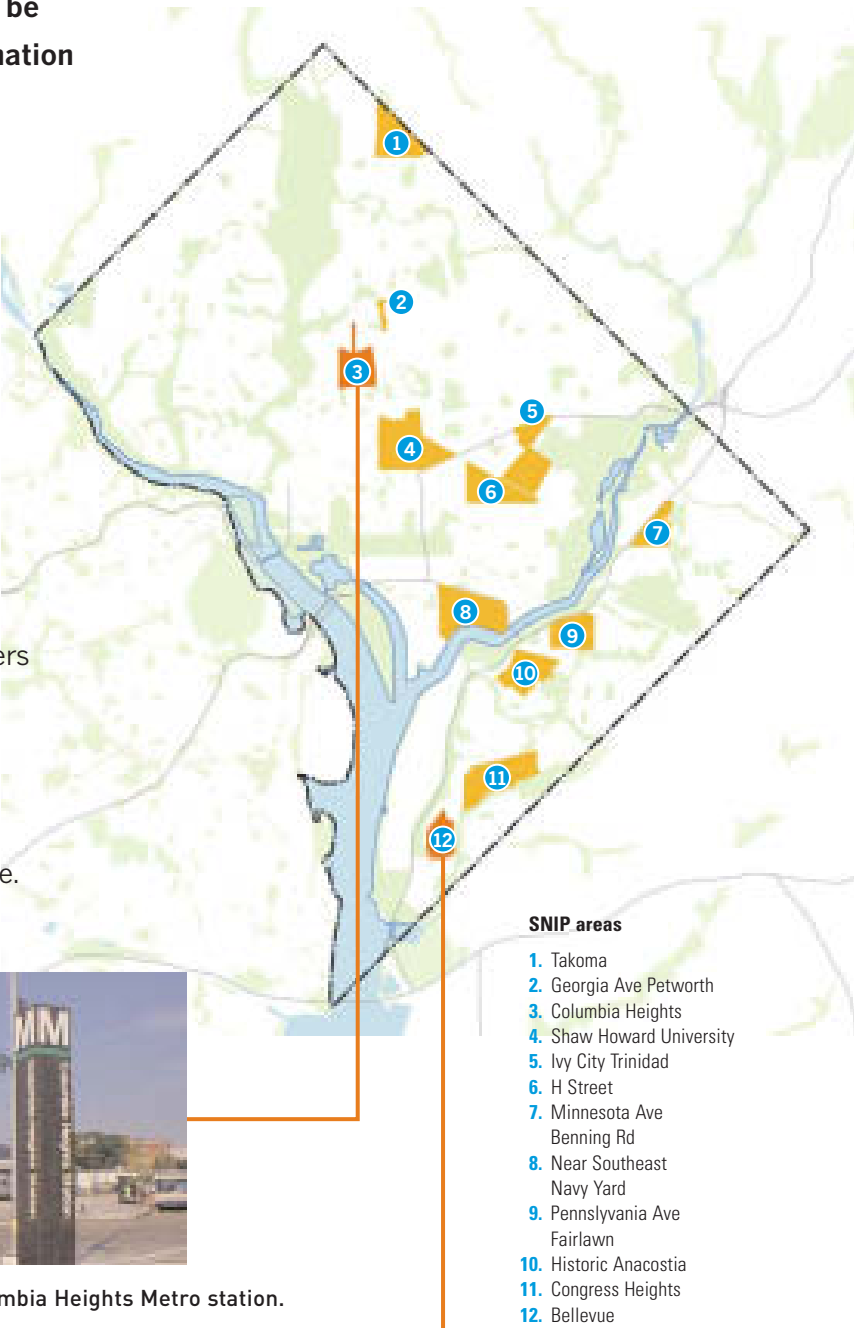 be
nation
1
2
3
5
4
6
7
8
9
10
ers
11
12
e.
SNIP areas
1. Takoma
2. Georgia Ave Petworth
3. Columbia Heights
4. Shaw Howard University
5. Ivy City Trinidad
6. H Street
7. Minnesota Ave
Benning Rd
8. Near Southeast
Navy Yard
9. Pennslyvania Ave
Fairlawn
10. Historic Anacostia
11. Congress Heights
12. Bellevue
MM
mbia Heights Metro station.